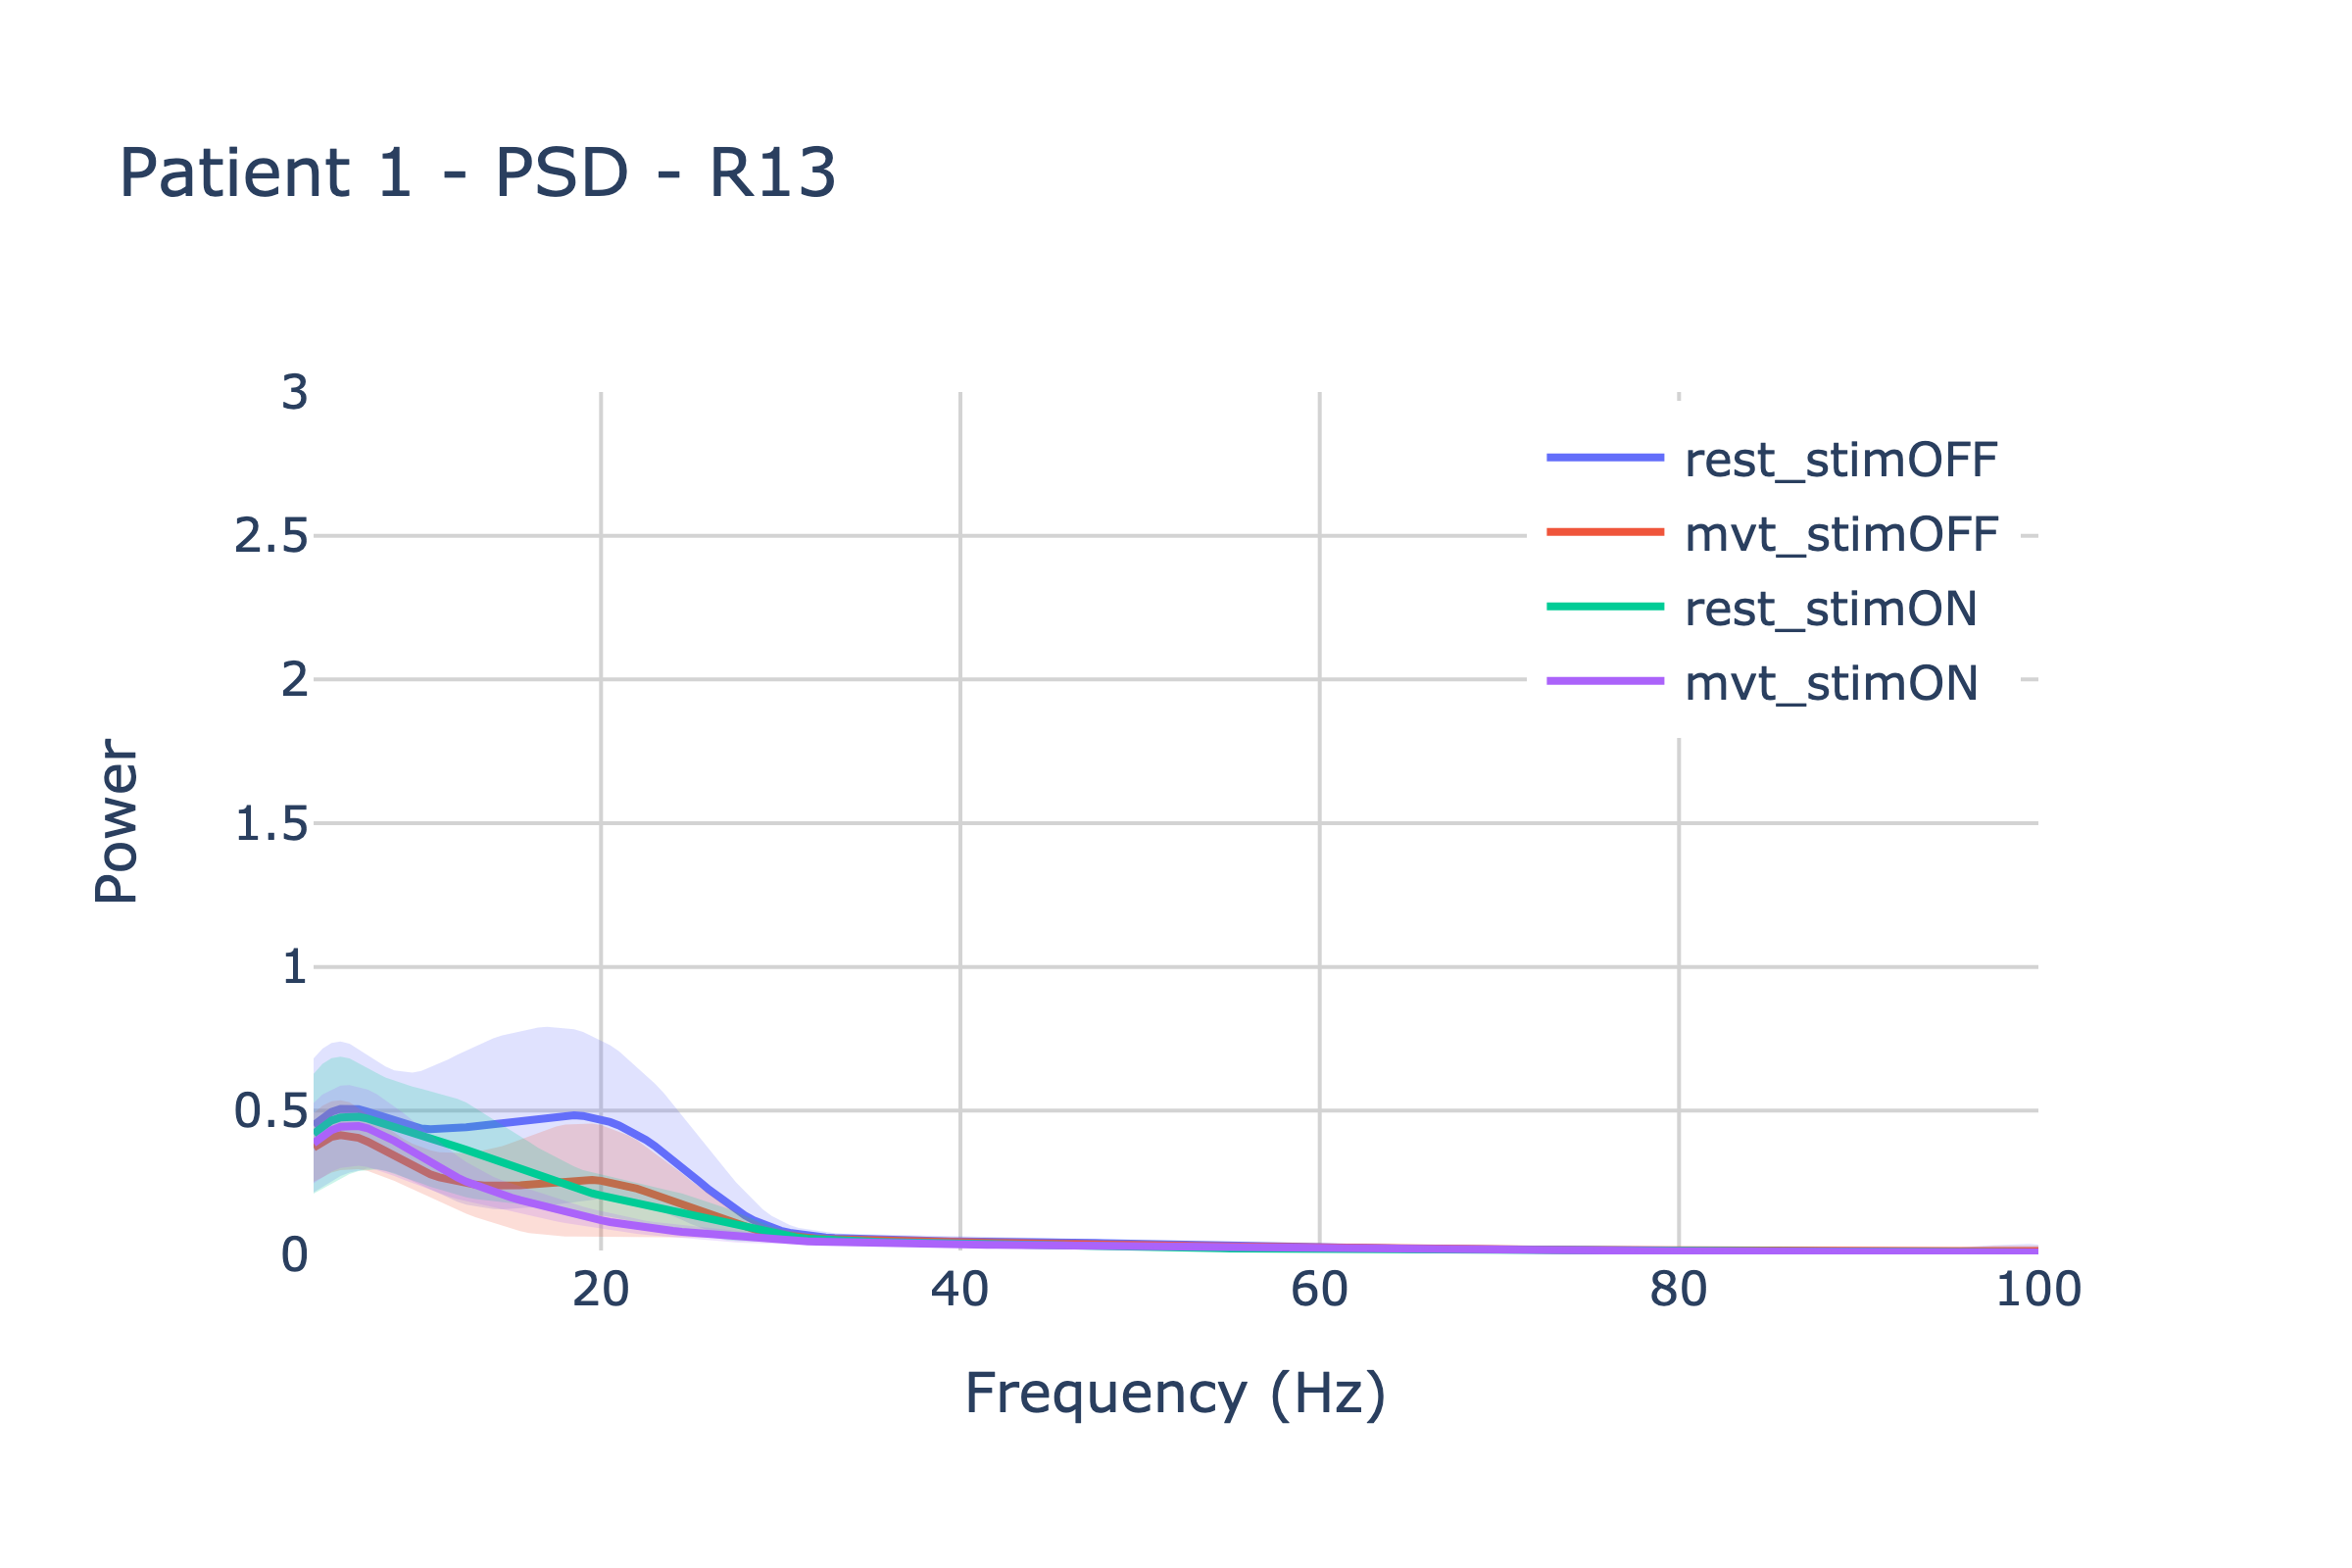 Patient 1 - PSD - R13
3
2.5
2
1.5
1
0.5
0
Power
rest_stimOFF
mvt_stimOFF
rest_stimON
mvt_stimON
20 40 60 80 100
Frequency (Hz)